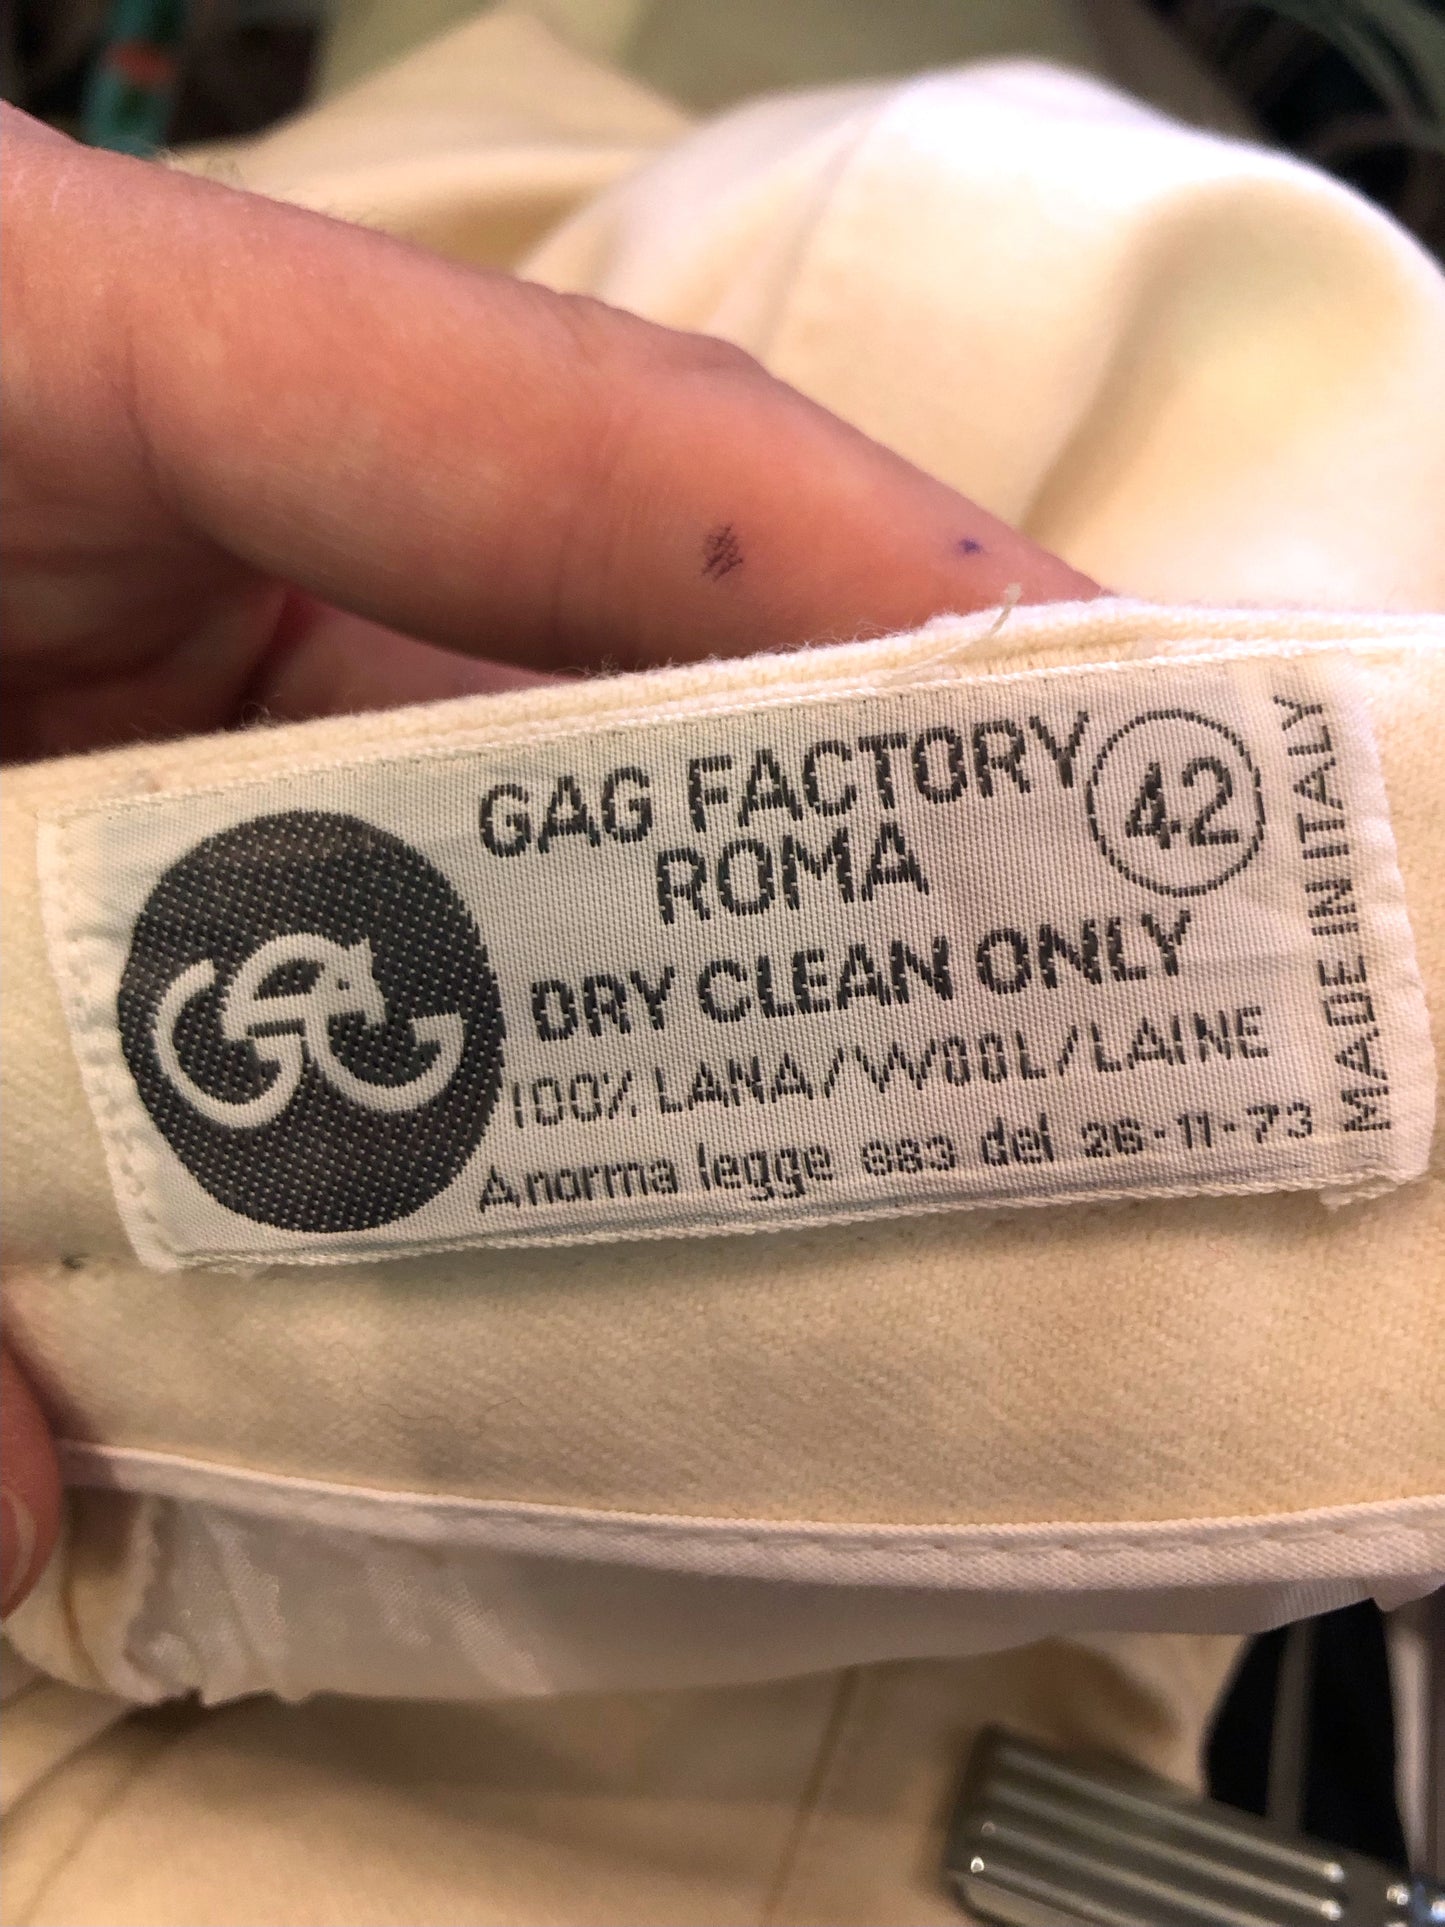 GAG FACTORY
ROMA
42
DRY CLEAN ONLY
100% LANA/WOOL/LAINE
A norma legge 883 del 26-11-73
MADE IN ITALY